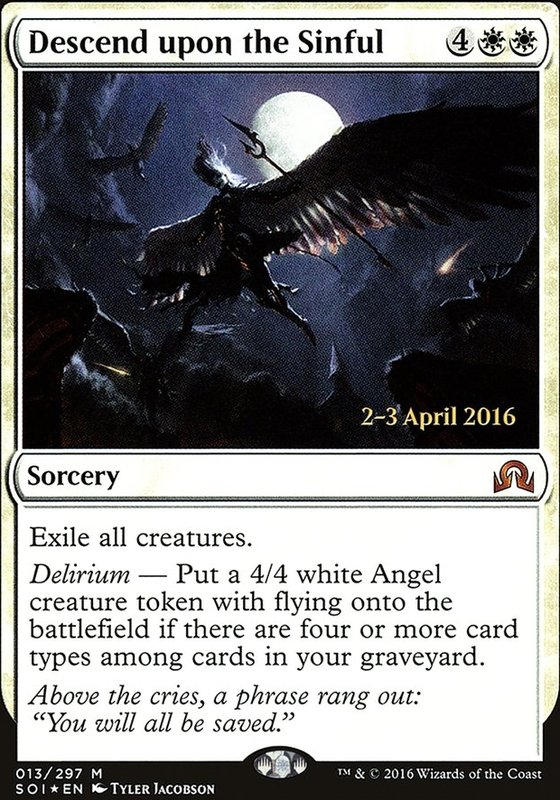 Descend upon the Sinful 4
2–3 April 2016
Sorcery
Exile all creatures.
Delirium — Put a 4/4 white Angel
creature token with flying onto the
battlefield if there are four or more card
types among cards in your graveyard.
Above the cries, a phrase rang out:
“You will all be saved.”
013/297 M
SOI★EN Tyler Jacobson
™ & © 2016 Wizards of the Coast